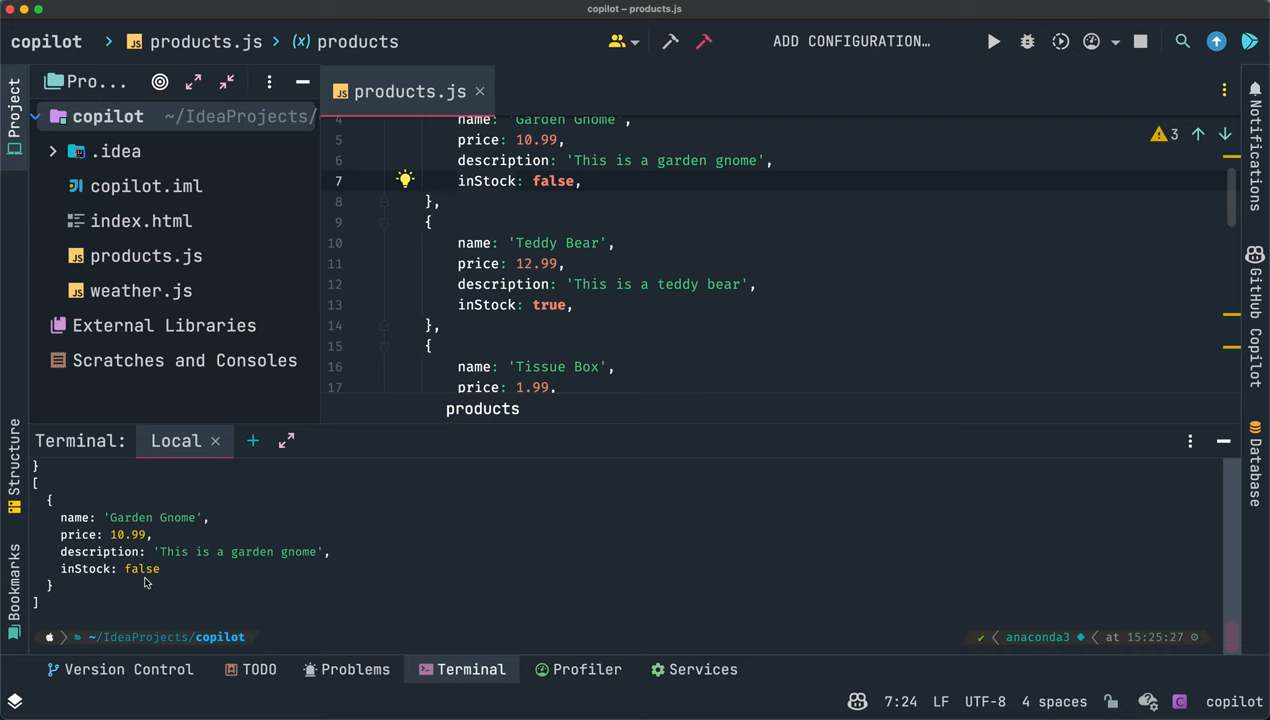 copilot – products.js
copilot > JS products.js > (x) products
ADD CONFIGURATION…
Project
Pro...
products.js
copilot ~/IdeaProjects/
.idea
copilot.iml
index.html
products.js
weather.js
External Libraries
Scratches and Consoles
4 name: 'Garden Gnome',
5 price: 10.99,
6 description: 'This is a garden gnome',
7 inStock: false,
8 },
9 {
10 name: 'Teddy Bear',
11 price: 12.99,
12 description: 'This is a teddy bear',
13 inStock: true,
14 },
15 {
16 name: 'Tissue Box',
17 price: 1.99,
products
3
Notifications
GitHub Copilot
Database
Structure
Bookmarks
Terminal: Local
}
[
{
name: 'Garden Gnome',
price: 10.99,
description: 'This is a garden gnome',
inStock: false
}
]
~/IdeaProjects/copilot
anaconda3 at 15:25:27
Version Control TODO Problems Terminal Profiler Services
7:24 LF UTF-8 4 spaces copilot